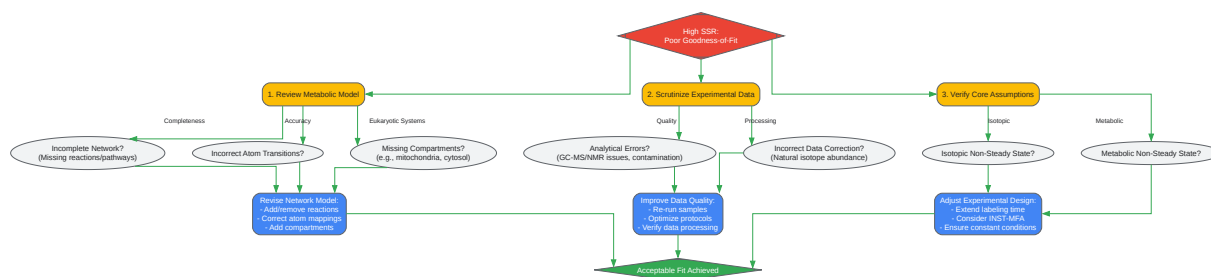 High SSR:
Poor Goodness-of-Fit
1. Review Metabolic Model
2. Scrutinize Experimental Data
3. Verify Core Assumptions
Completeness
Accuracy
Eukaryotic Systems
Quality
Processing
Isotopic
Metabolic
Incomplete Network?
(Missing reactions/pathways)
Incorrect Atom Transitions?
Missing Compartments?
(e.g., mitochondria, cytosol)
Analytical Errors?
(GC-MS/NMR issues, contamination)
Incorrect Data Correction?
(Natural isotope abundance)
Isotopic Non-Steady State?
Metabolic Non-Steady State?
Revise Network Model:
- Add/remove reactions
- Correct atom mappings
- Add compartments
Improve Data Quality:
- Re-run samples
- Optimize protocols
- Verify data processing
Adjust Experimental Design:
- Extend labeling time
- Consider INST-MFA
- Ensure constant conditions
Acceptable Fit Achieved